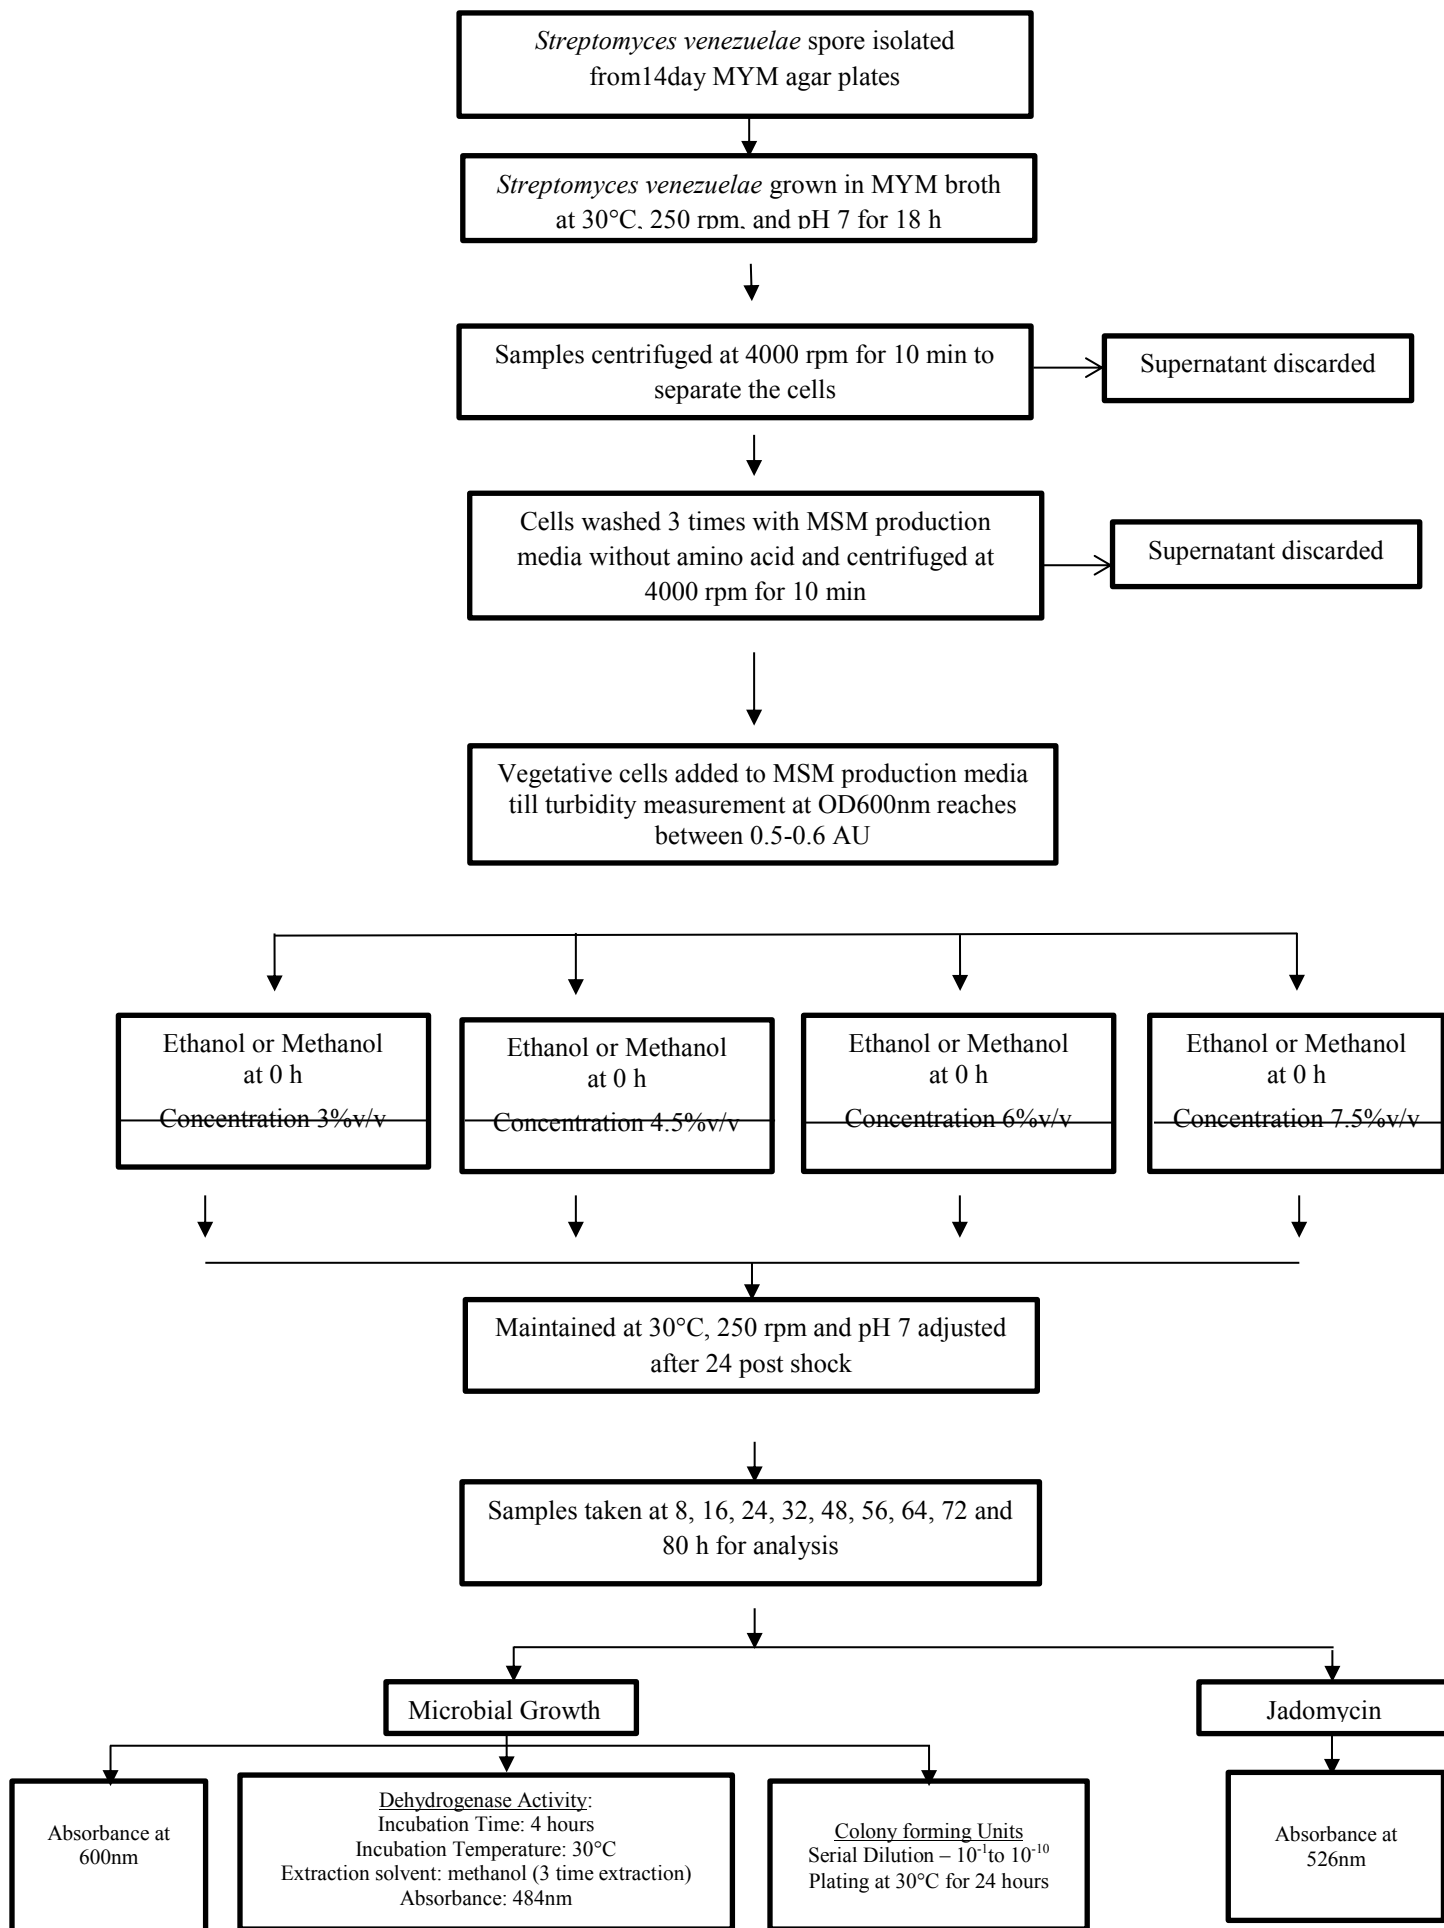 Streptomyces venezuelae spore isolated
from14day MYM agar plates
Streptomyces venezuelae grown in MYM broth
at 30°C, 250 rpm, and pH 7 for 18 h
Samples centrifuged at 4000 rpm for 10 min to
separate the cells
Supernatant discarded
Cells washed 3 times with MSM production
media without amino acid and centrifuged at
4000 rpm for 10 min
Supernatant discarded
Vegetative cells added to MSM production media
till turbidity measurement at OD600nm reaches
between 0.5-0.6 AU
Ethanol or Methanol
at 0 h
Concentration 3%v/v
Ethanol or Methanol
at 0 h
Concentration 4.5%v/v
Ethanol or Methanol
at 0 h
Concentration 6%v/v
Ethanol or Methanol
at 0 h
Concentration 7.5%v/v
Maintained at 30°C, 250 rpm and pH 7 adjusted
after 24 post shock
Samples taken at 8, 16, 24, 32, 48, 56, 64, 72 and
80 h for analysis
Microbial Growth
Jadomycin
Absorbance at
600nm
Dehydrogenase Activity:
Incubation Time: 4 hours
Incubation Temperature: 30°C
Extraction solvent: methanol (3 time extraction)
Absorbance: 484nm
Colony forming Units
Serial Dilution – 10⁻¹to 10⁻¹⁰
Plating at 30°C for 24 hours
Absorbance at
526nm